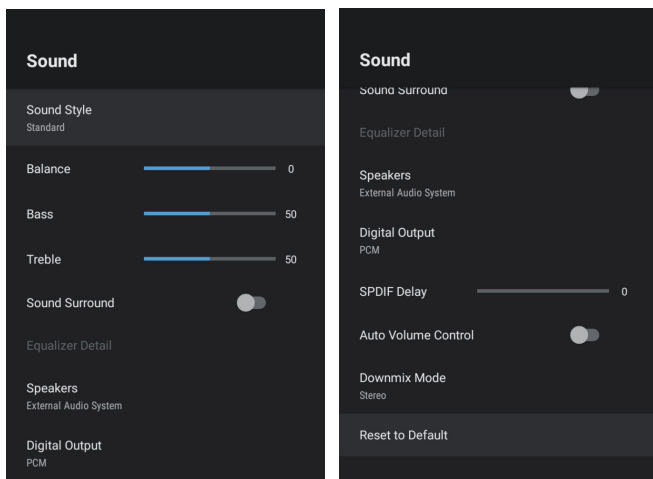 Sound
Sound Style
Standard
Balance 0
Bass 50
Treble 50
Sound Surround
Equalizer Detail
Speakers
External Audio System
Digital Output
PCM
Sound
Sound Surround
Equalizer Detail
Speakers
External Audio System
Digital Output
PCM
SPDIF Delay 0
Auto Volume Control
Downmix Mode
Stereo
Reset to Default